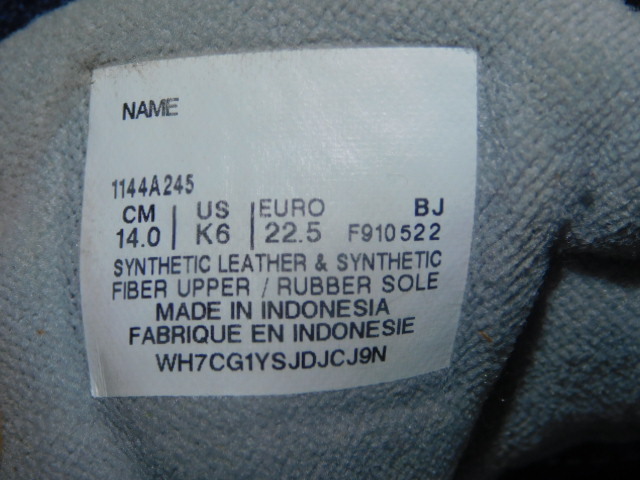 NAME
1144A245
CM US EURO BJ
14.0 K6 22.5 F910522
SYNTHETIC LEATHER & SYNTHETIC
FIBER UPPER / RUBBER SOLE
MADE IN INDONESIA
FABRIQUE EN INDONESIE
WH7CG1YSJDJCJ9N